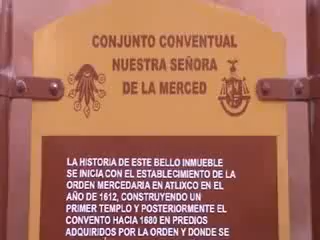 CONJUNTO CONVENTUAL
NUESTRA SEÑORA
DE LA MERCED
LA HISTORIA DE ESTE BELLO INMUEBLE
SE INICIA CON EL ESTABLECIMIENTO DE LA
ORDEN MERCEDARIA EN ATLIXCO EN EL
AÑO DE 1612, CONSTRUYENDO UN
PRIMER TEMPLO Y POSTERIORMENTE EL
CONVENTO HACIA 1680 EN PREDIOS
ADQUIRIDOS POR LA ORDEN Y DONDE SE